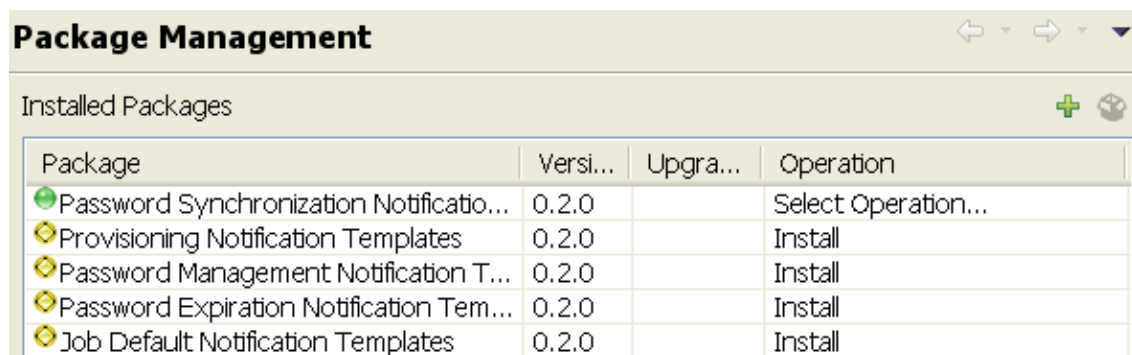 Package Management
Installed Packages
Package Versi... Upgra... Operation
Password Synchronization Notificatio... 0.2.0 Select Operation...
Provisioning Notification Templates 0.2.0 Install
Password Management Notification T... 0.2.0 Install
Password Expiration Notification Tem... 0.2.0 Install
Job Default Notification Templates 0.2.0 Install